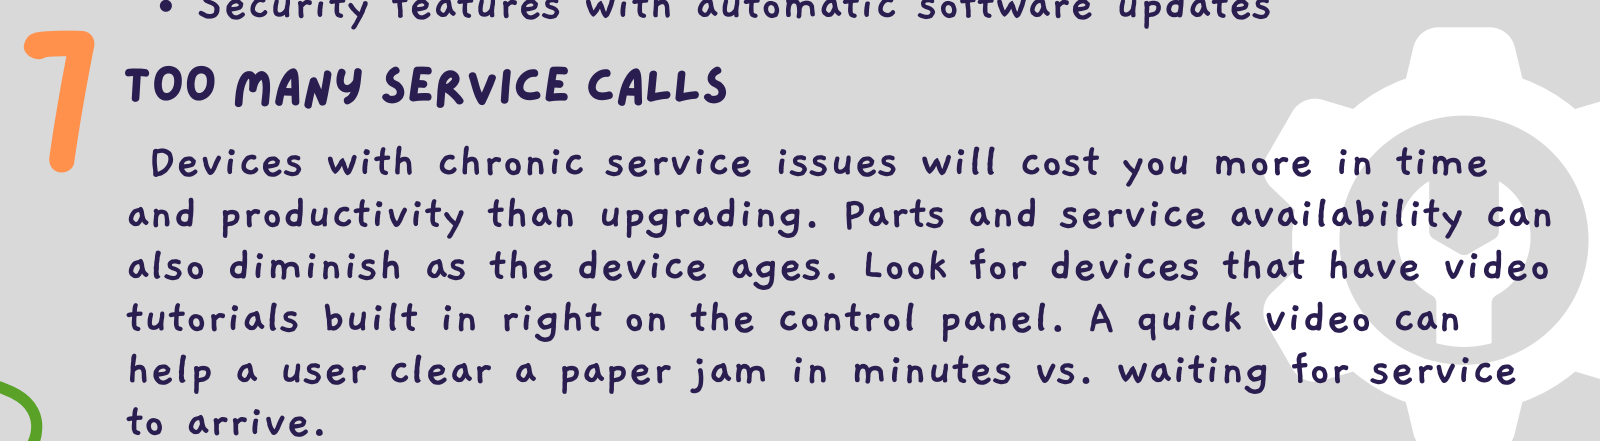 • Security features with automatic software updates
7
TOO MANY SERVICE CALLS
Devices with chronic service issues will cost you more in time
and productivity than upgrading. Parts and service availability can
also diminish as the device ages. Look for devices that have video
tutorials built in right on the control panel. A quick video can
help a user clear a paper jam in minutes vs. waiting for service
to arrive.